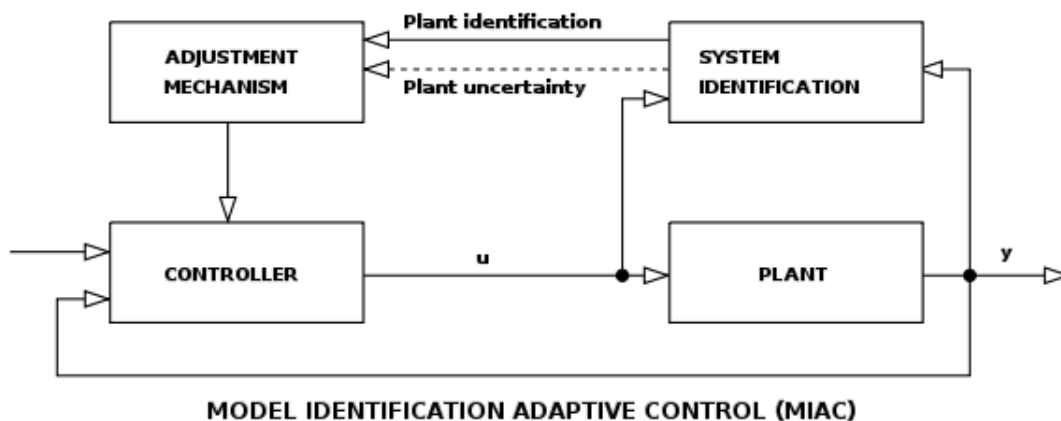 Plant identification
ADJUSTMENT
MECHANISM
SYSTEM
IDENTIFICATION
Plant uncertainty
CONTROLLER
u
PLANT
y
MODEL IDENTIFICATION ADAPTIVE CONTROL (MIAC)